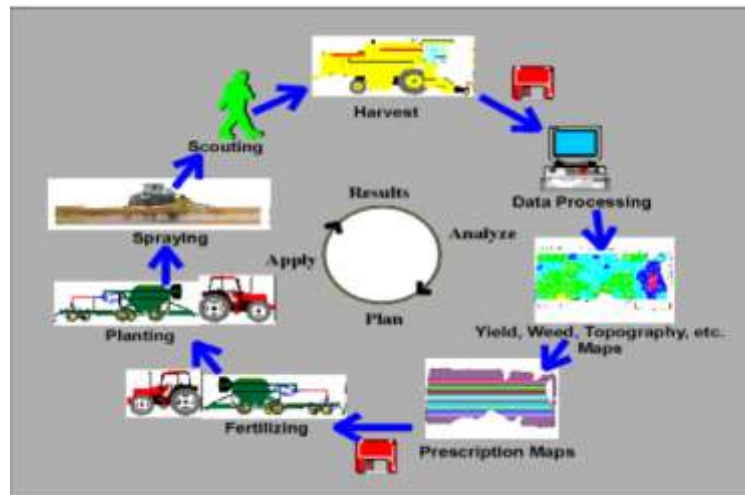 Harvest
Scouting
Data Processing
Results
Spraying
Analyze
Apply
Planting
Plan
Yield, Weed, Topography, etc.
Maps
Fertilizing
Prescription Maps